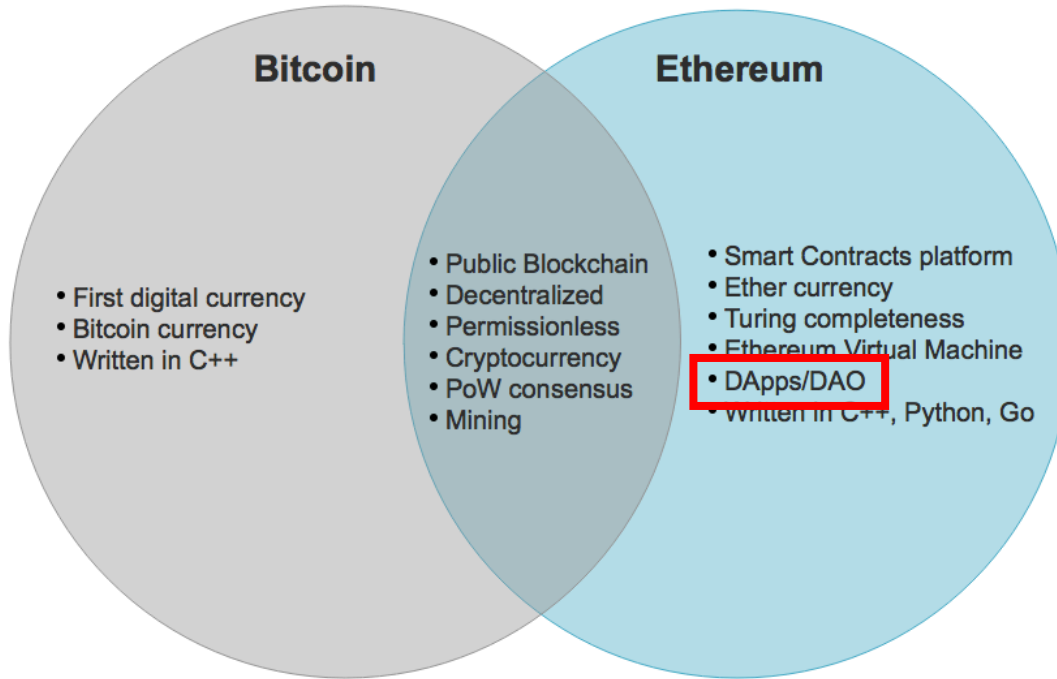 Bitcoin
Ethereum
• First digital currency
• Bitcoin currency
• Written in C++
• Public Blockchain
• Decentralized
• Permissionless
• Cryptocurrency
• PoW consensus
• Mining
• Smart Contracts platform
• Ether currency
• Turing completeness
• Ethereum Virtual Machine
• DApps/DAO
• Written in C++, Python, Go